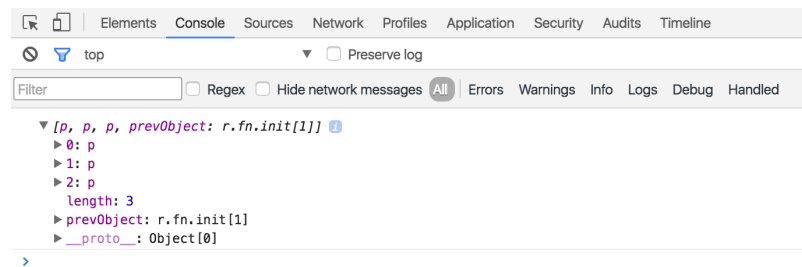 Elements Console Sources Network Profiles Application Security Audits Timeline
top Preserve log
Filter Regex Hide network messages All Errors Warnings Info Logs Debug Handled
[p, p, p, prevObject: r.fn.init[1]] i
0: p
1: p
2: p
length: 3
prevObject: r.fn.init[1]
__proto__: Object[0]
>